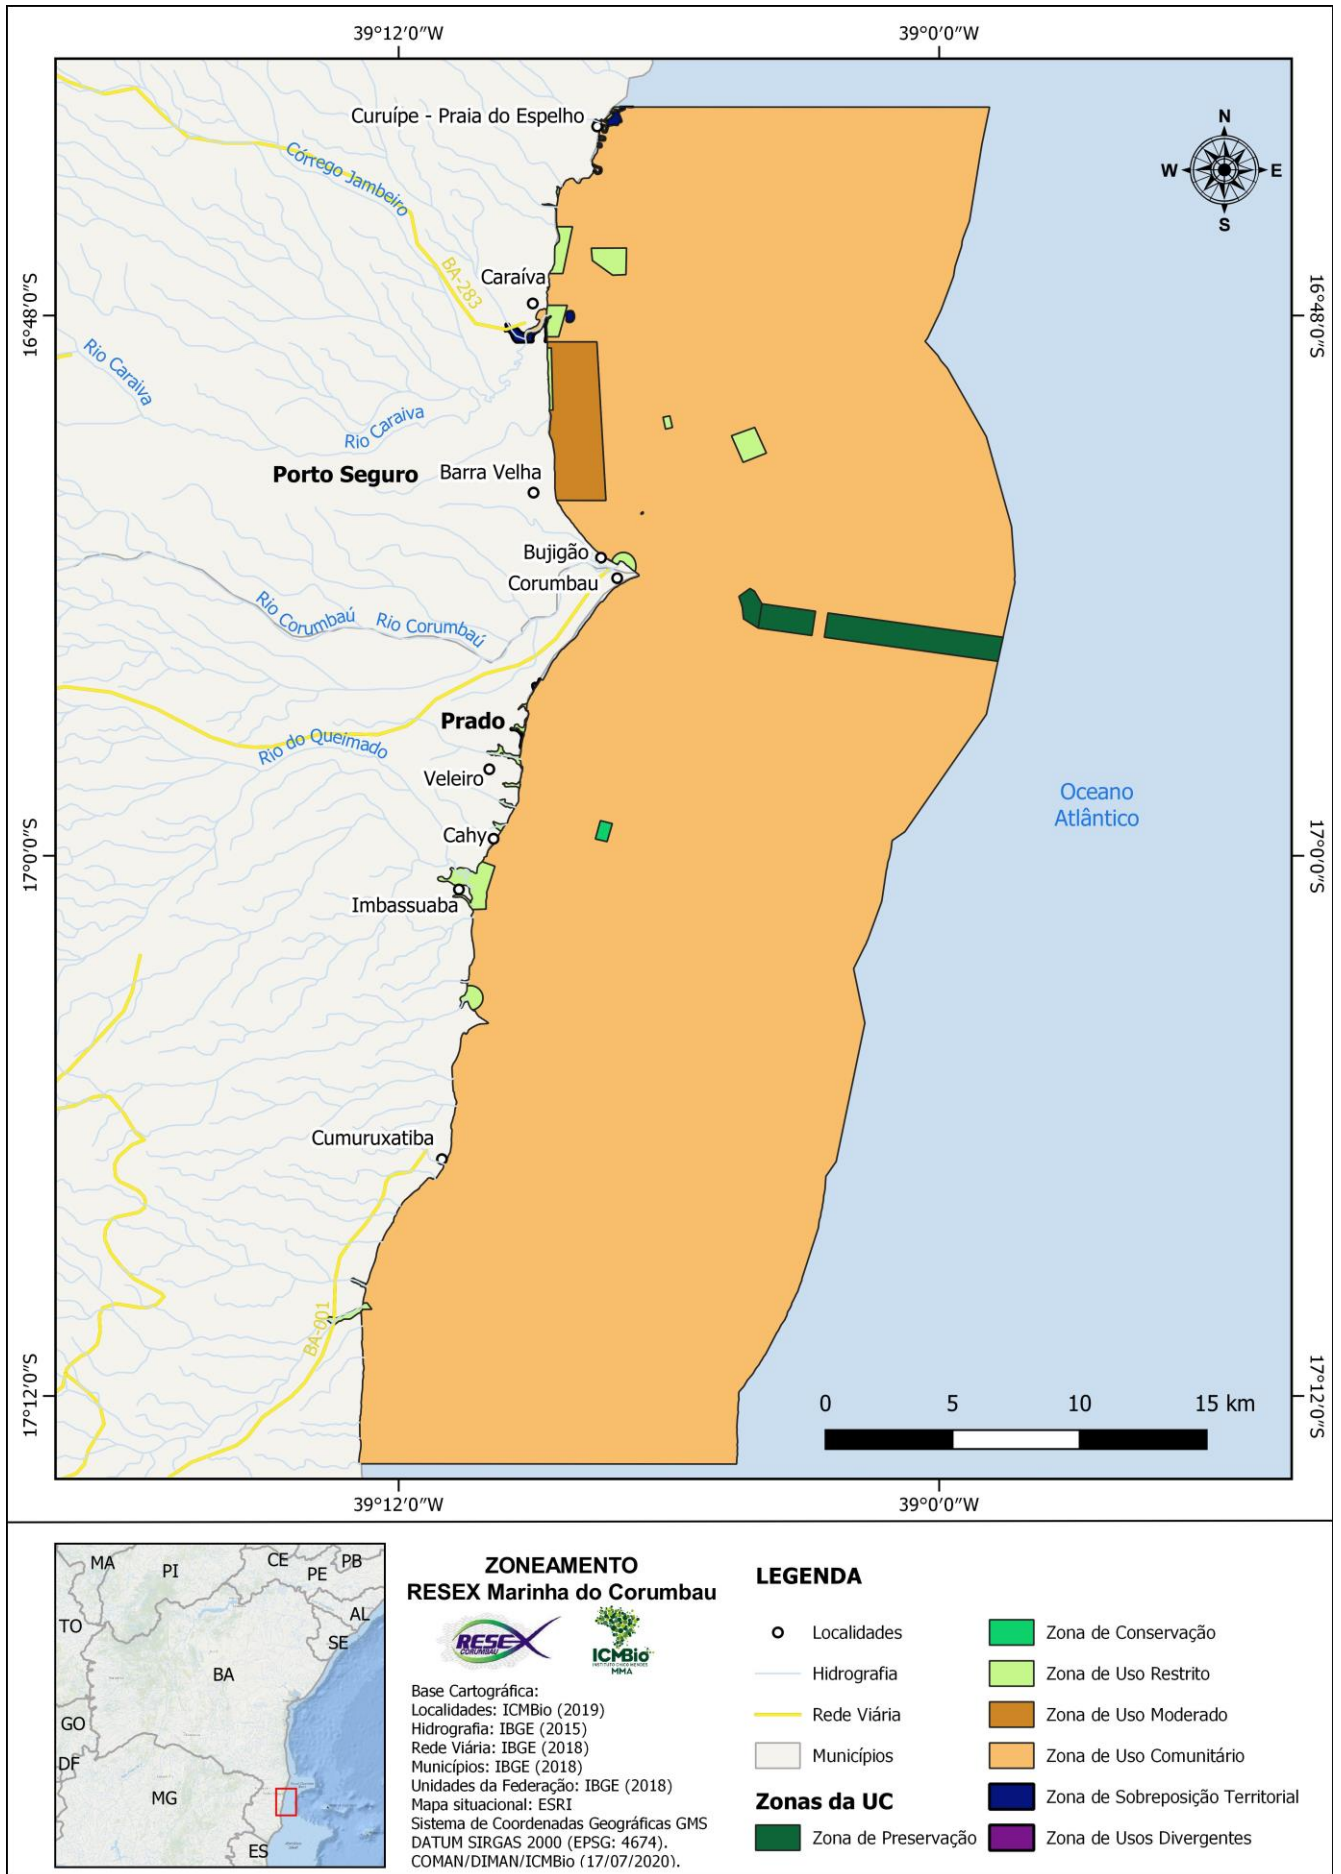 39°12'0"W
39°0'0"W
Curuípe - Praia do Espelho
N
W
E
S
Córrego Jambeiro
BA-283
Caraíva
16°48'0"S
16°48'0"S
Rio Caraiva
Rio Caraiva
Porto Seguro
Barra Velha
Bujigão
Corumbau
Rio Corumbaú
Rio Corumbaú
Prado
Rio do Queimado
Veleiro
Oceano
Atlântico
Cahy
17°0'0"S
17°0'0"S
Imbassuaba
Cumuruxatiba
BA-001
17°12'0"S
17°12'0"S
0 5 10 15 km
39°12'0"W
39°0'0"W
MA
PI
CE
PB
PE
TO
AL
SE
BA
GO
DF
MG
ES
ZONEAMENTO
RESEX Marinha do Corumbau
RESEX
CORUMBAU
ICMBio
INSTITUTO CHICO MENDES
MMA
Base Cartográfica:
Localidades: ICMBio (2019)
Hidrografia: IBGE (2015)
Rede Viária: IBGE (2018)
Municípios: IBGE (2018)
Unidades da Federação: IBGE (2018)
Mapa situacional: ESRI
Sistema de Coordenadas Geográficas GMS
DATUM SIRGAS 2000 (EPSG: 4674).
COMAN/DIMAN/ICMBio (17/07/2020).
LEGENDA
Localidades
Hidrografia
Rede Viária
Municípios
Zonas da UC
Zona de Preservação
Zona de Conservação
Zona de Uso Restrito
Zona de Uso Moderado
Zona de Uso Comunitário
Zona de Sobreposição Territorial
Zona de Usos Divergentes